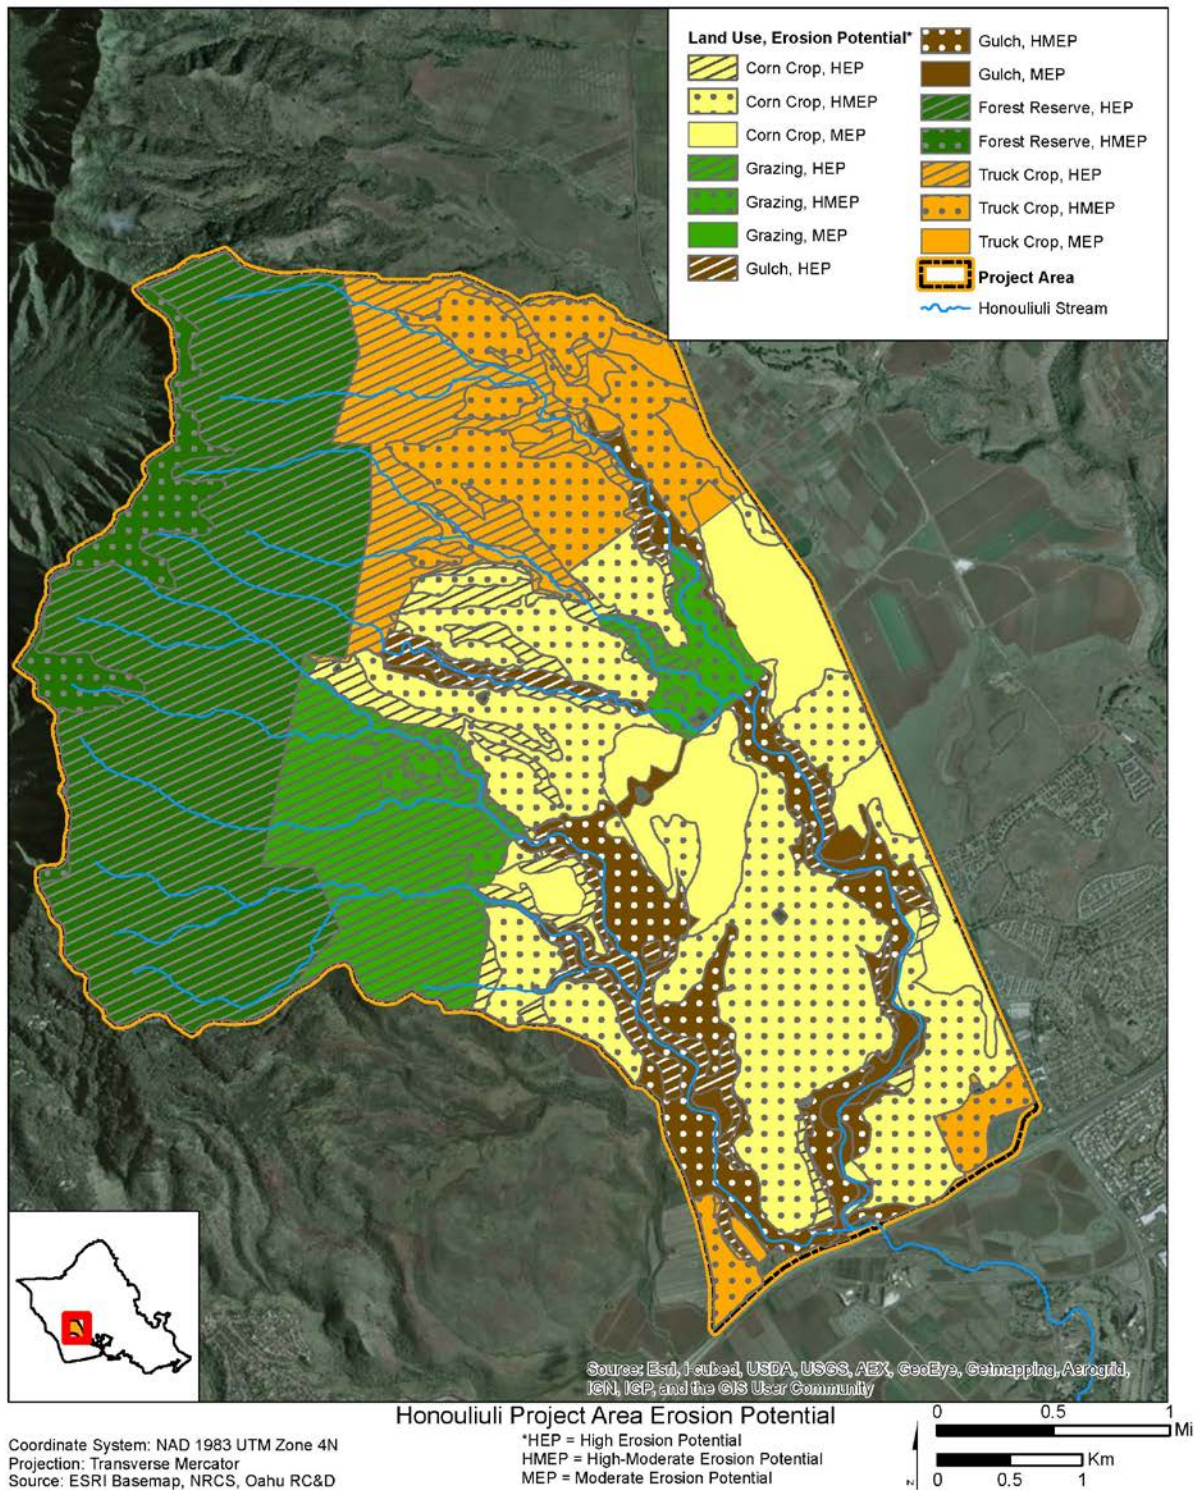 Land Use, Erosion Potential*
Corn Crop, HEP
Corn Crop, HMEP
Corn Crop, MEP
Grazing, HEP
Grazing, HMEP
Grazing, MEP
Gulch, HEP
Gulch, HMEP
Gulch, MEP
Forest Reserve, HEP
Forest Reserve, HMEP
Truck Crop, HEP
Truck Crop, HMEP
Truck Crop, MEP
Project Area
Honouliuli Stream
Source: Esri, i-cubed, USDA, USGS, AEX, GeoEye, Getmapping, Aerogrid,
IGN, IGP, and the GIS User Community
Honouliuli Project Area Erosion Potential
Coordinate System: NAD 1983 UTM Zone 4N
Projection: Transverse Mercator
Source: ESRI Basemap, NRCS, Oahu RC&D
*HEP = High Erosion Potential
HMEP = High-Moderate Erosion Potential
MEP = Moderate Erosion Potential
N
0 0.5 1
Mi
Km
0 0.5 1